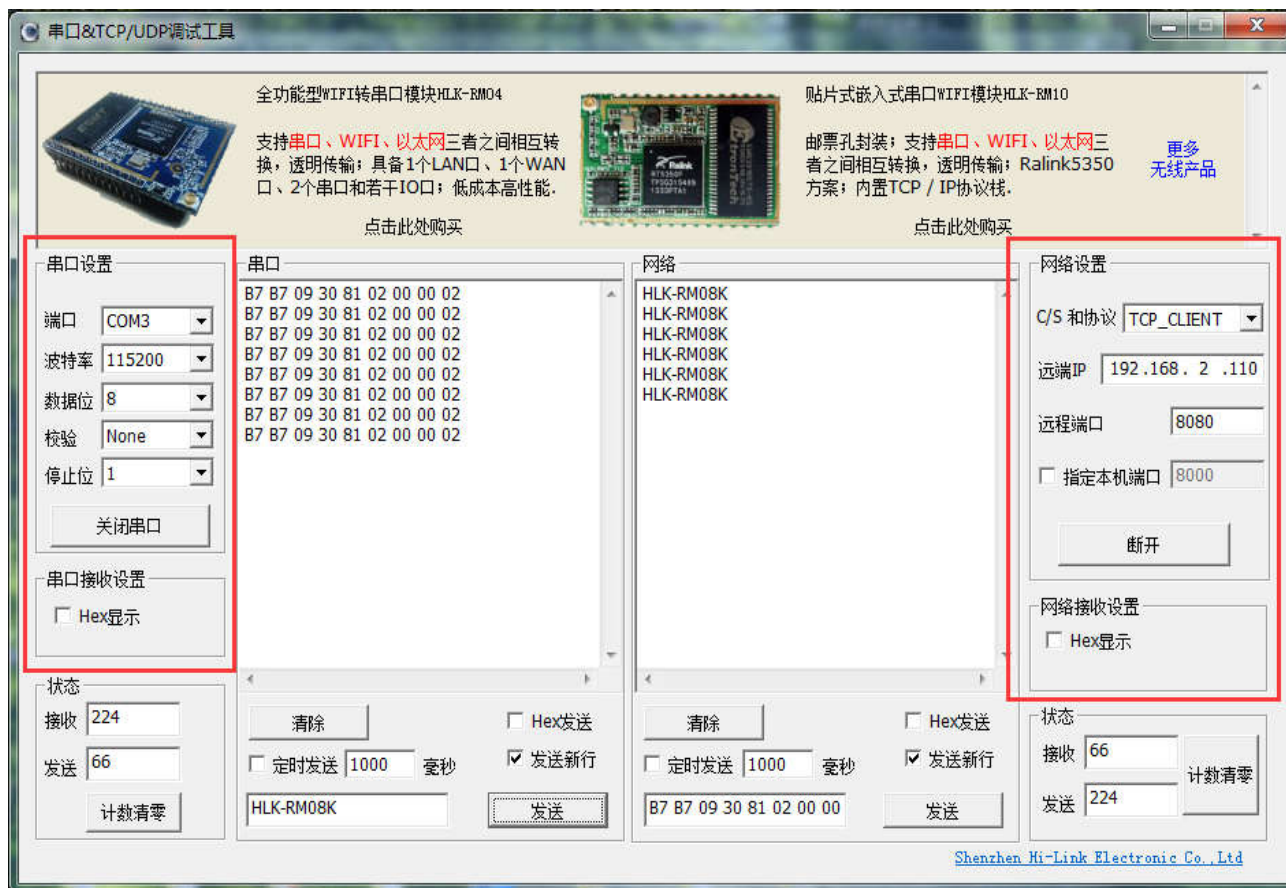 串口&TCP/UDP调试工具
全功能型WIFI转串口模块HLK-RM04
支持串口、WIFI、以太网三者之间相互转
换，透明传输；具备1个LAN口、1个WAN
口、2个串口和若干IO口；低成本高性能.
点击此处购买
贴片式嵌入式串口WIFI模块HLK-RM10
邮票孔封装；支持串口、WIFI、以太网三
者之间相互转换，透明传输；Ralink5350
方案；内置TCP / IP协议栈.
点击此处购买
更多
无线产品
Ralink
串口设置
端口 COM3
波特率 115200
数据位 8
校验 None
停止位 1
关闭串口
串口接收设置
Hex显示
状态
接收 224
发送 66
计数清零
串口
B7 B7 09 30 81 02 00 00 02
B7 B7 09 30 81 02 00 00 02
B7 B7 09 30 81 02 00 00 02
B7 B7 09 30 81 02 00 00 02
B7 B7 09 30 81 02 00 00 02
B7 B7 09 30 81 02 00 00 02
B7 B7 09 30 81 02 00 00 02
B7 B7 09 30 81 02 00 00 02
清除
Hex发送
定时发送 1000 毫秒
发送新行
HLK-RM08K
发送
网络
HLK-RM08K
HLK-RM08K
HLK-RM08K
HLK-RM08K
HLK-RM08K
HLK-RM08K
清除
Hex发送
定时发送 1000 毫秒
发送新行
B7 B7 09 30 81 02 00 00
发送
网络设置
C/S 和协议 TCP_CLIENT
远端IP 192.168. 2 .110
远程端口 8080
指定本机端口 8000
断开
网络接收设置
Hex显示
状态
接收 66
发送 224
计数清零
Shenzhen Hi-Link Electronic Co.,Ltd